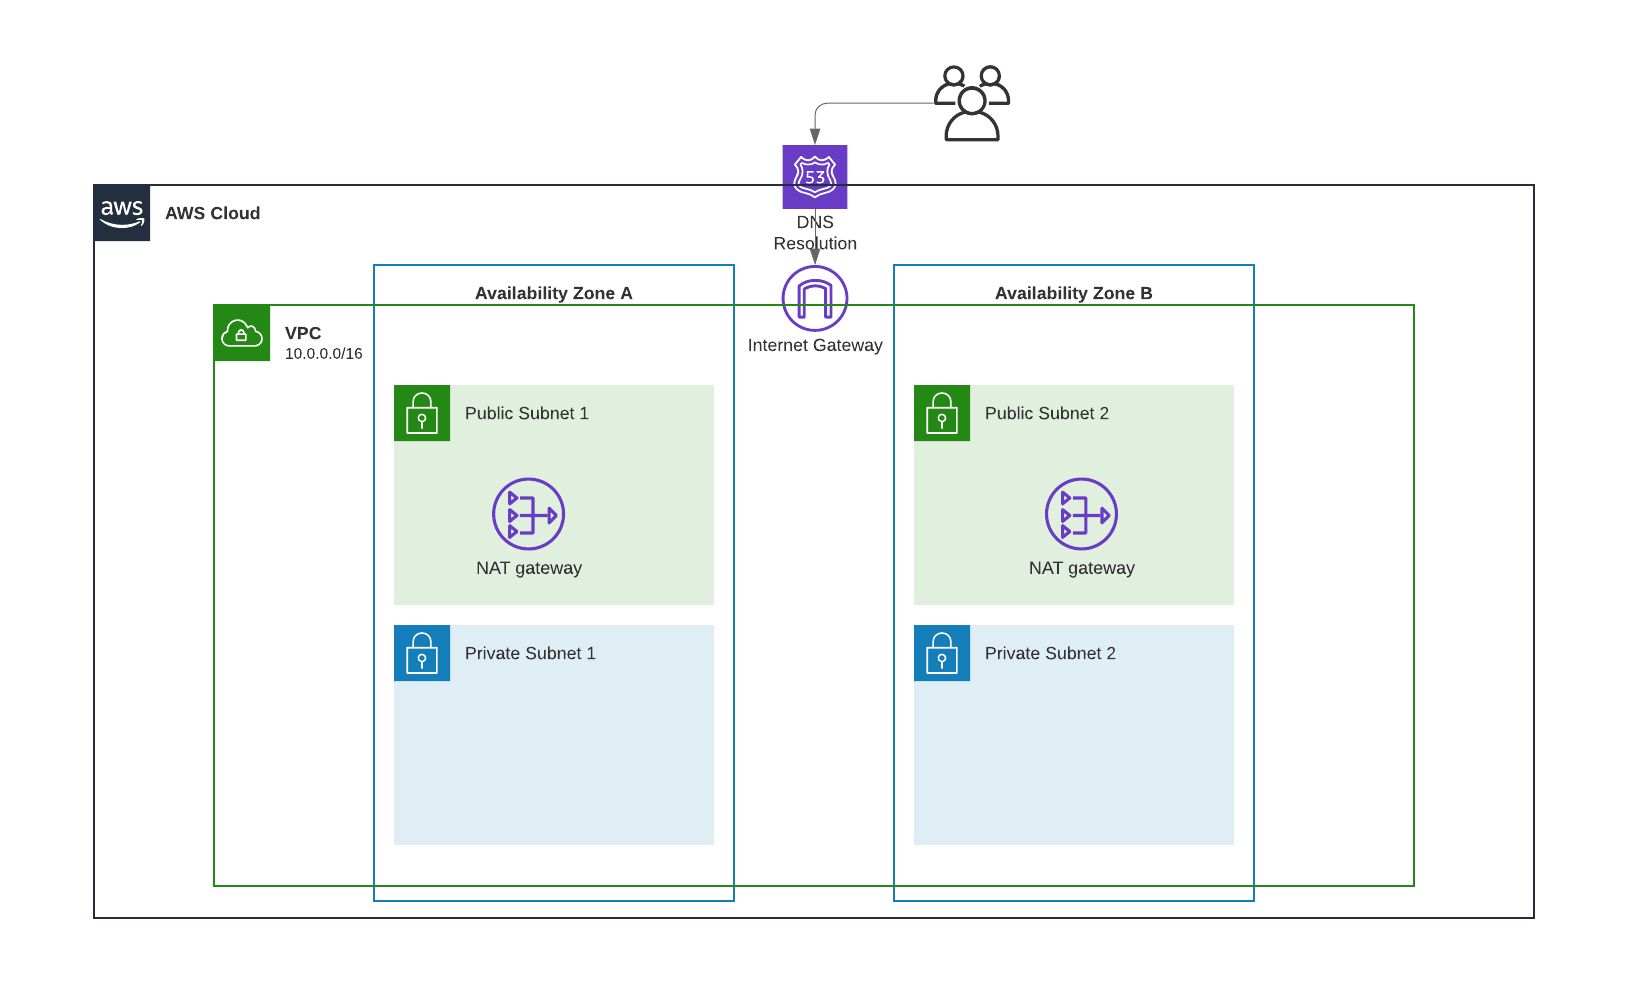 53
DNS
Resolution
aws
AWS Cloud
Availability Zone A
Availability Zone B
VPC
10.0.0.0/16
Internet Gateway
Public Subnet 1
Public Subnet 2
NAT gateway
NAT gateway
Private Subnet 1
Private Subnet 2